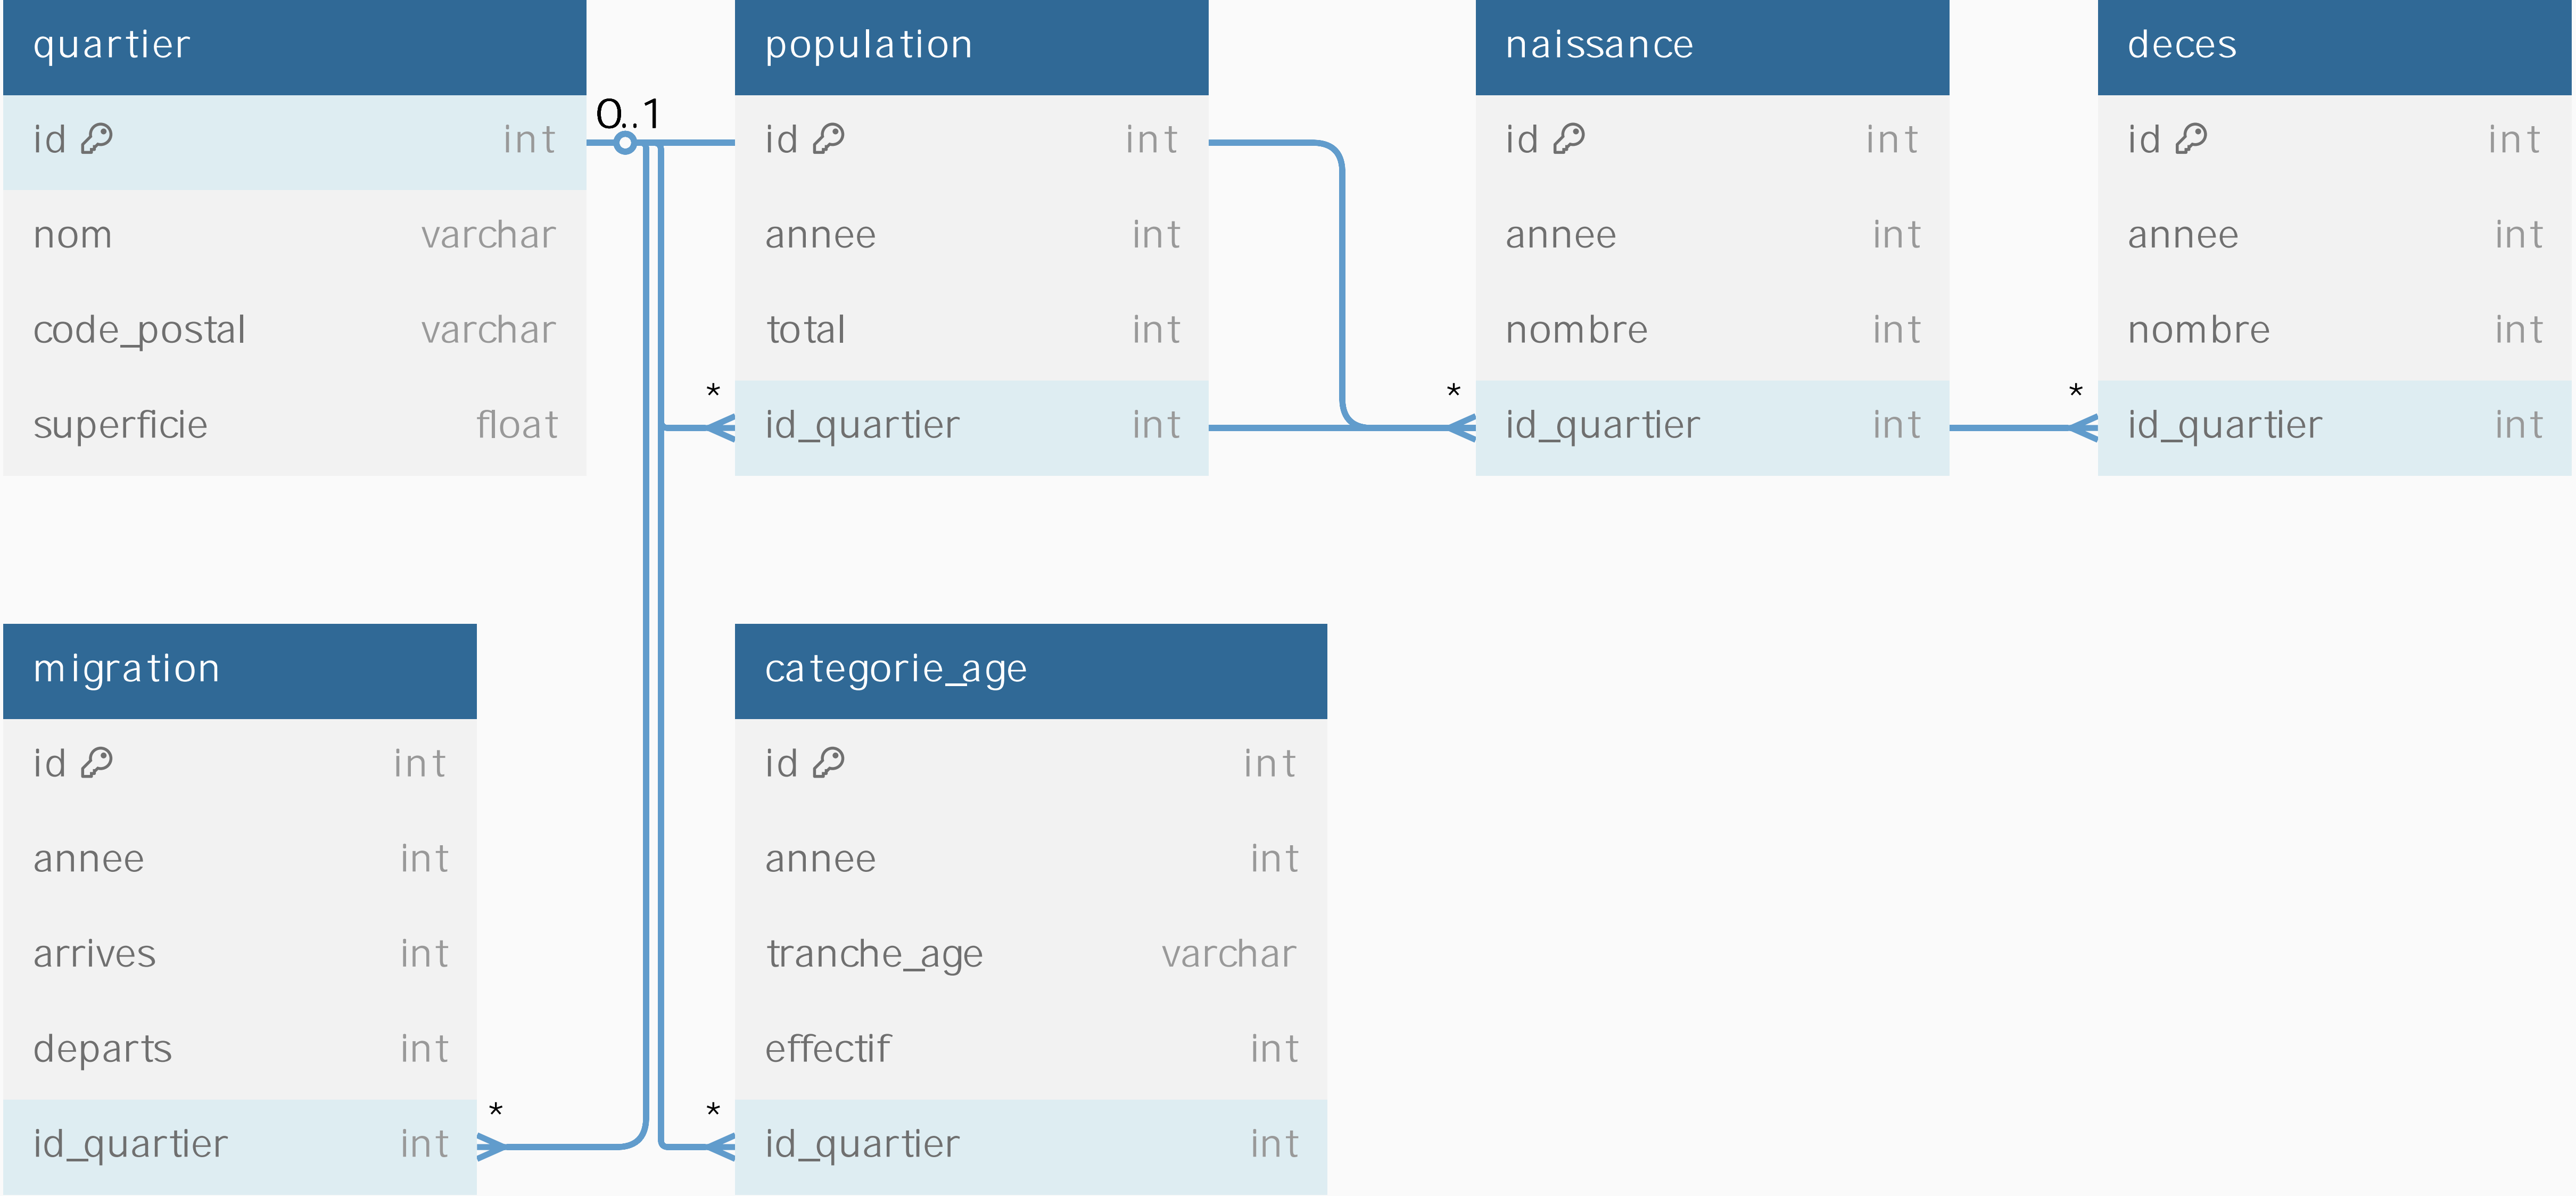 quartier
id int
nom varchar
code_postal varchar
superficie float
0..1
population
id int
annee int
total int
* id_quartier int
naissance
id int
annee int
nombre int
* id_quartier int
deces
id int
annee int
nombre int
* id_quartier int
migration
id int
annee int
arrives int
departs int
id_quartier int *
categorie_age
id int
annee int
tranche_age varchar
effectif int
* id_quartier int